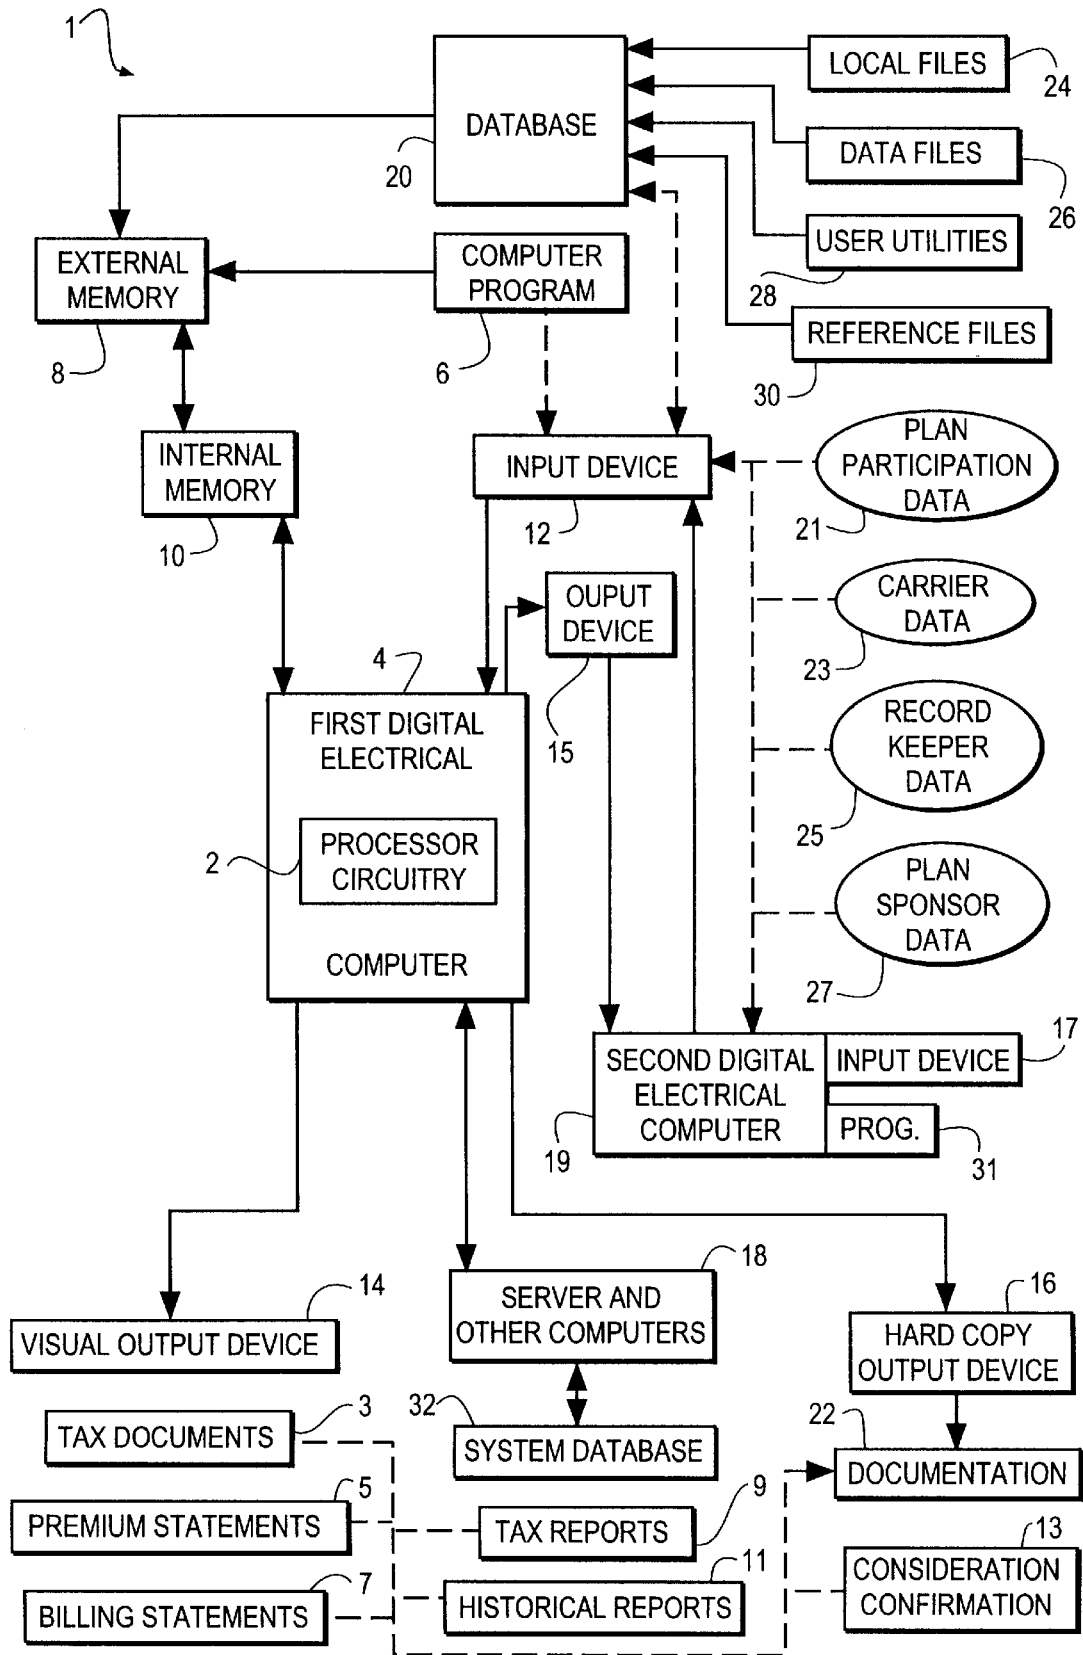 1
DATABASE
20
LOCAL FILES
24
DATA FILES
26
USER UTILITIES
28
REFERENCE FILES
30
EXTERNAL
MEMORY
8
COMPUTER
PROGRAM
6
INTERNAL
MEMORY
10
INPUT DEVICE
12
PLAN
PARTICIPATION
DATA
21
CARRIER
DATA
23
OUPUT
DEVICE
15
4
FIRST DIGITAL
ELECTRICAL
2
PROCESSOR
CIRCUITRY
COMPUTER
RECORD
KEEPER
DATA
25
PLAN
SPONSOR
DATA
27
SECOND DIGITAL
ELECTRICAL
COMPUTER
19
INPUT DEVICE
17
PROG.
31
18
SERVER AND
OTHER COMPUTERS
14
VISUAL OUTPUT DEVICE
16
HARD COPY
OUTPUT DEVICE
3
TAX DOCUMENTS
32
SYSTEM DATABASE
22
DOCUMENTATION
5
PREMIUM STATEMENTS
9
TAX REPORTS
13
CONSIDERATION
CONFIRMATION
7
BILLING STATEMENTS
11
HISTORICAL REPORTS